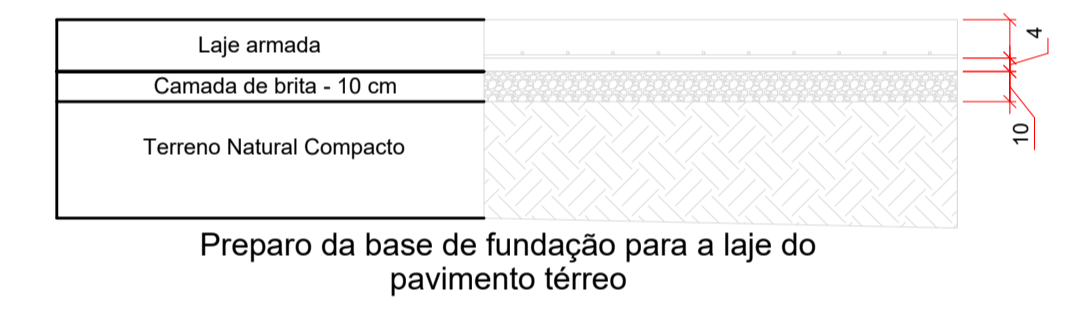 Laje armada
4
Camada de brita - 10 cm
10
Terreno Natural Compacto
Preparo da base de fundação para a laje do
pavimento térreo